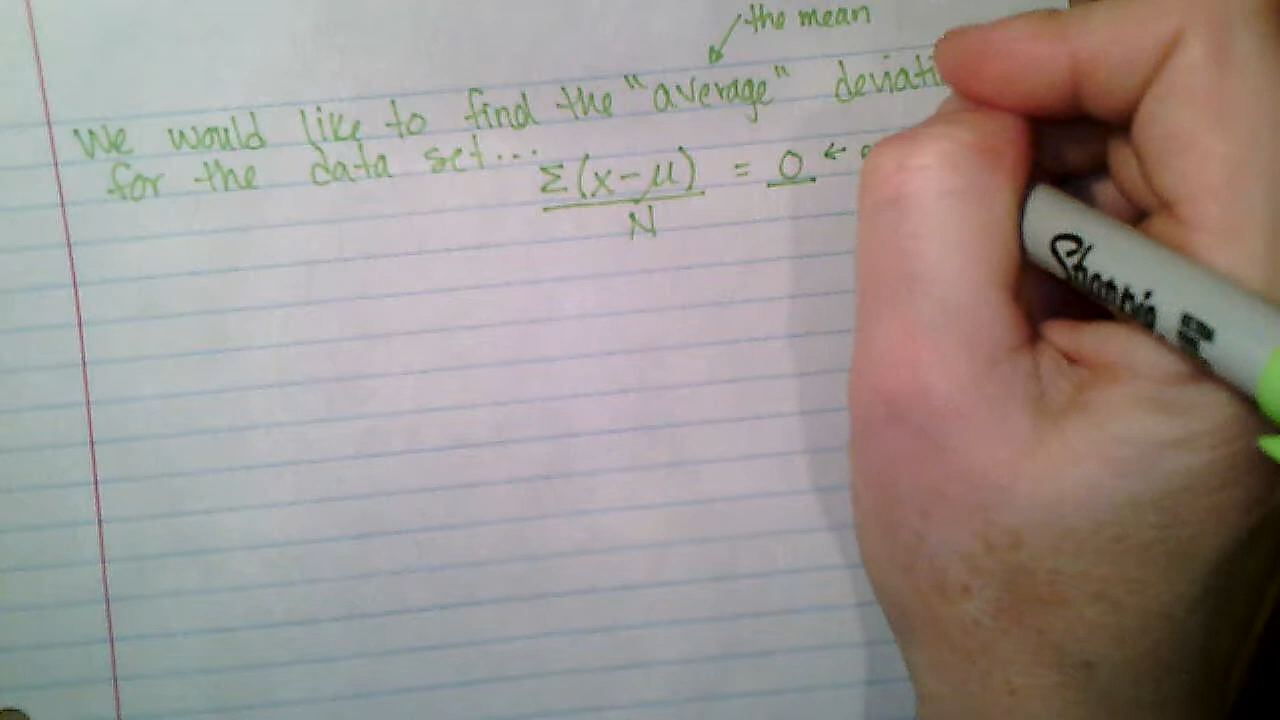 the mean
We would like to find the "average" deviati
for the data set...
Σ(x-μ)
N
= 0 ←
Sharpie